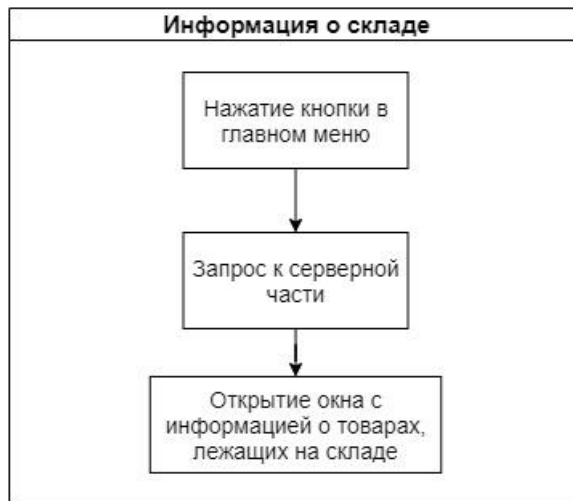 Информация о складе
Нажатие кнопки в
главном меню
Запрос к серверной
части
Открытие окна с
информацией о товарах,
лежащих на складе